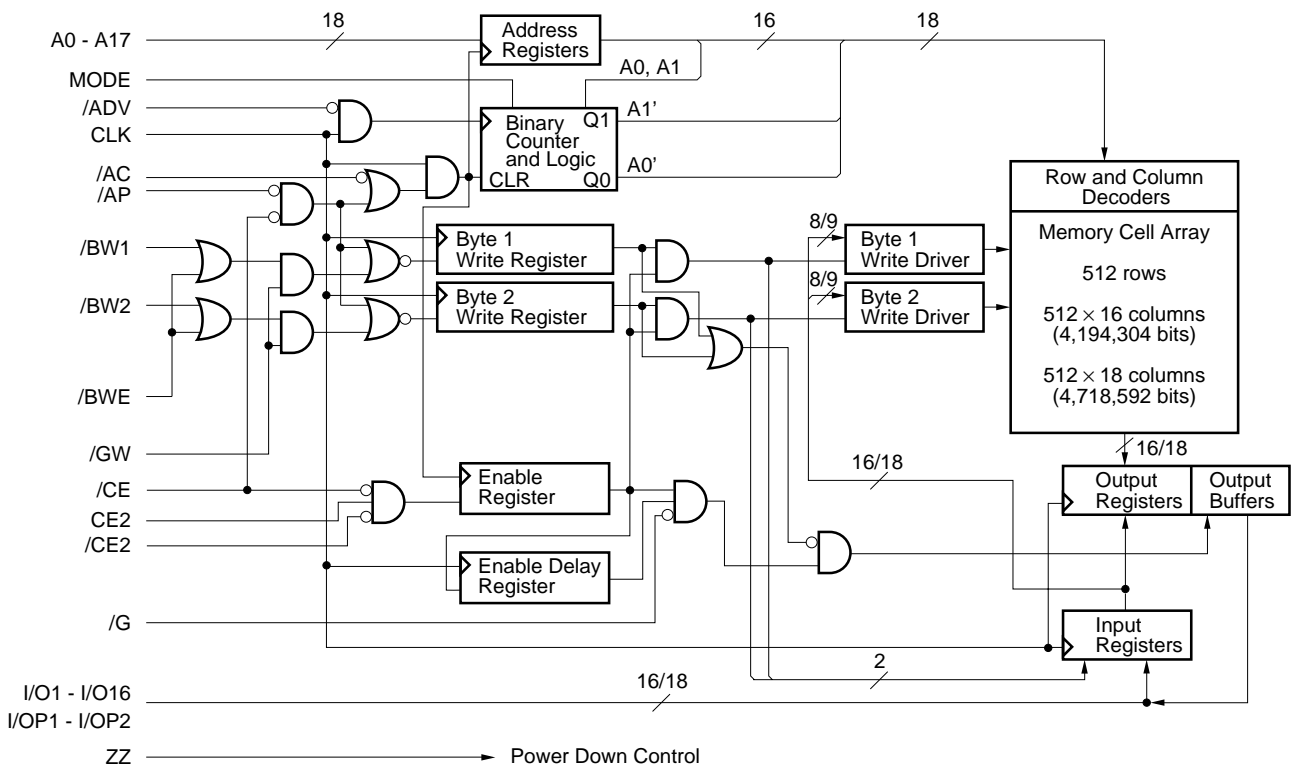 18
16
18
A0 - A17
Address
Registers
MODE
A0, A1
/ADV
CLK
Binary
Counter
and Logic
CLR
Q1
Q0
A1'
A0'
/AC
/AP
Row and Column
Decoders
/BW1
Byte 1
Write Register
8/9
Byte 1
Write Driver
Memory Cell Array
512 rows
/BW2
Byte 2
Write Register
8/9
Byte 2
Write Driver
512 × 16 columns
(4,194,304 bits)
512 × 18 columns
(4,718,592 bits)
/BWE
/GW
16/18
16/18
/CE
CE2
/CE2
Enable
Register
Output
Registers
Output
Buffers
Enable Delay
Register
/G
Input
Registers
2
I/O1 - I/O16
I/OP1 - I/OP2
16/18
ZZ
Power Down Control